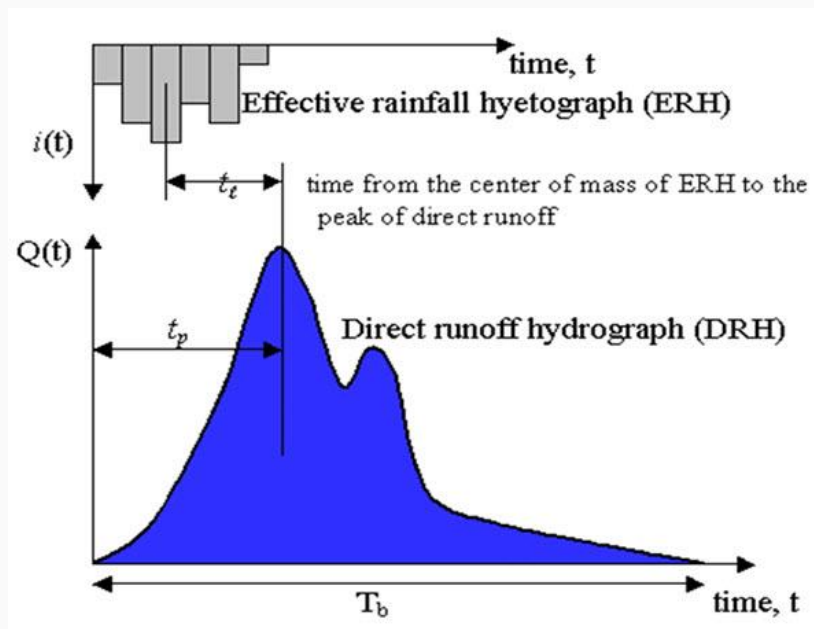 time, t
Effective rainfall hyetograph (ERH)
i(t)
t_ℓ
time from the center of mass of ERH to the
peak of direct runoff
Q(t)
t_p
Direct runoff hydrograph (DRH)
T_b
time, t